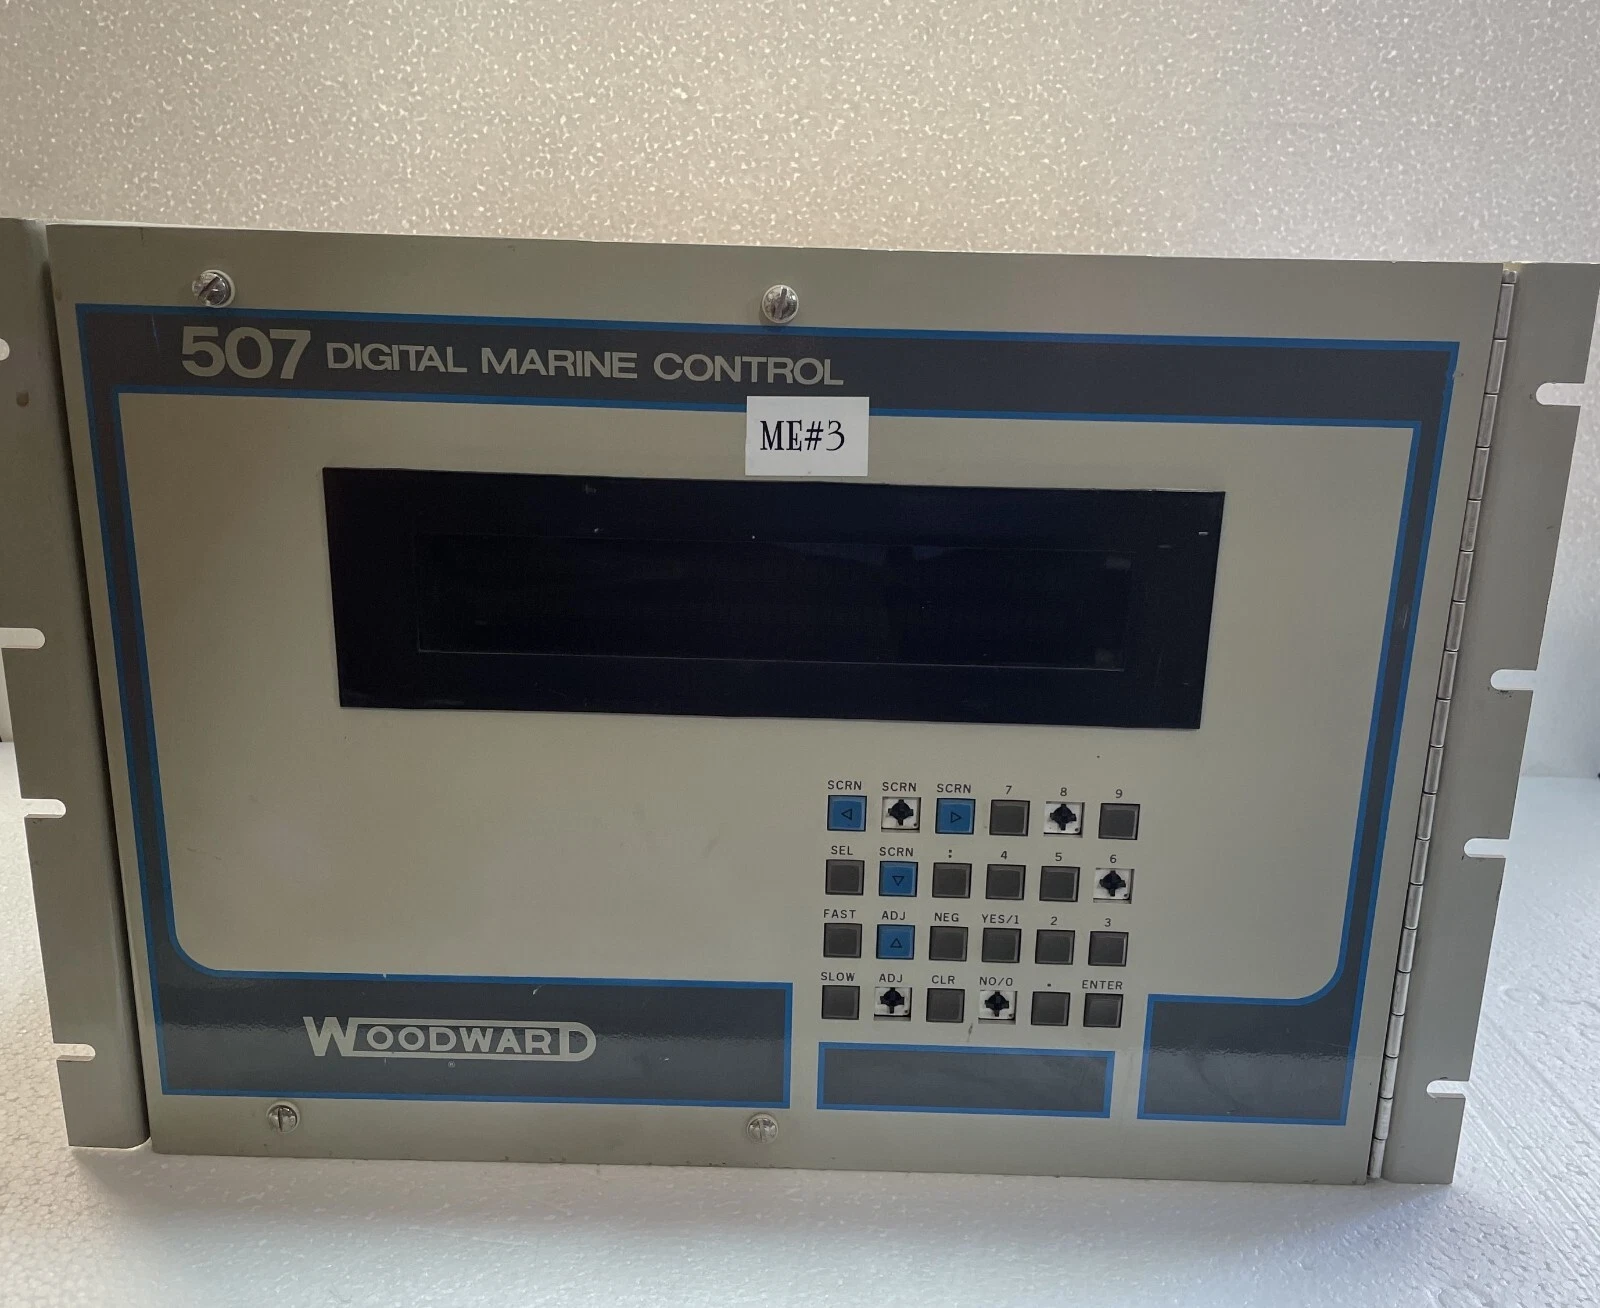 507 DIGITAL MARINE CONTROL
ME#3
SCRN SCRN SCRN 7 8 9
SEL SCRN : 4 5 6
FAST ADJ NEG YES/1 2 3
SLOW ADJ CLR NO/0 . ENTER
WOODWARD
®